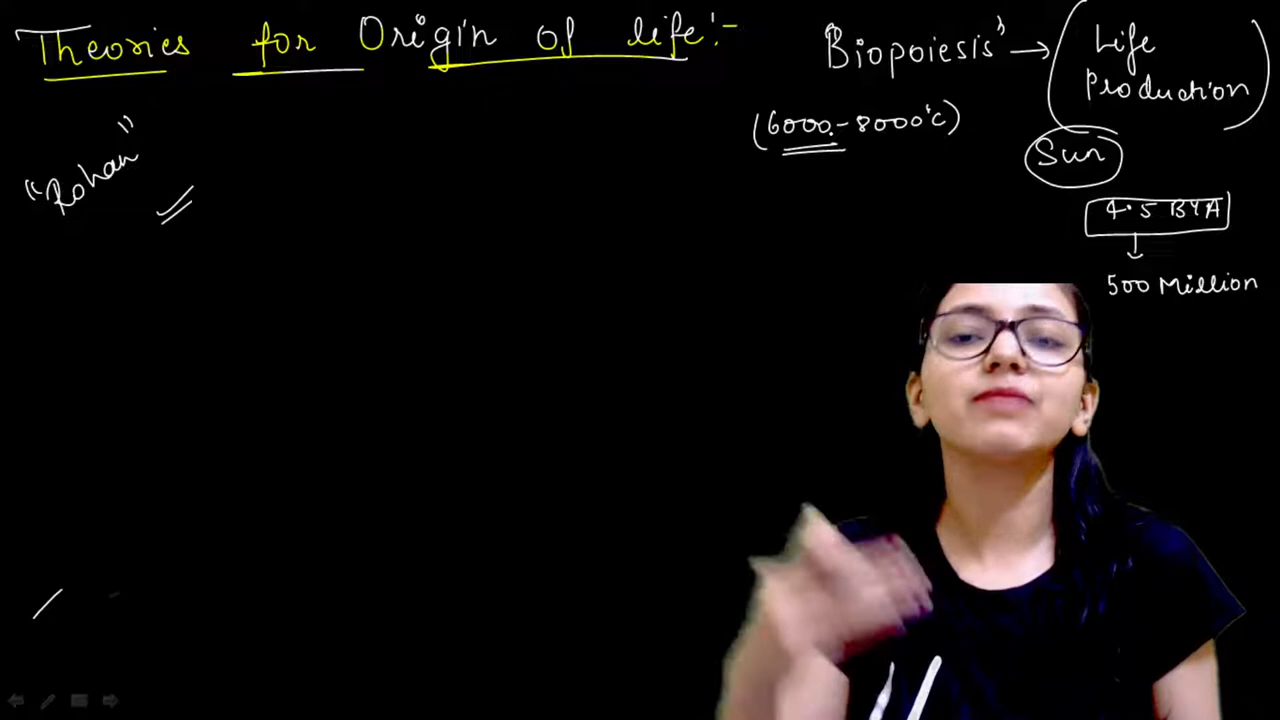 Theories for Origin of life:-
Biopoiesis' → Life Production
(6000-8000°C)
Sun
"Rohan"
4.5 BYA
500 Million